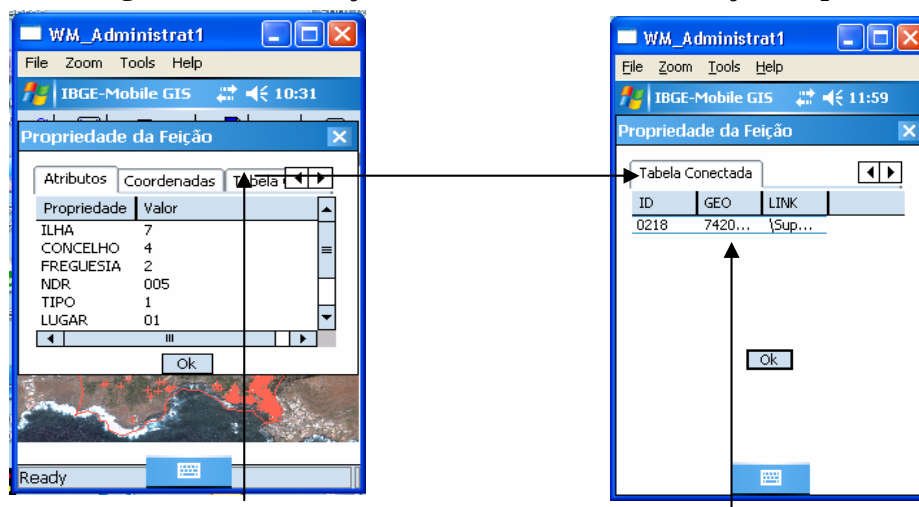 WM_Administrat1
File Zoom Tools Help
IBGE-Mobile GIS 10:31
Propriedade da Feição
Atributos Coordenadas Tabela
Propriedade Valor
ILHA 7
CONCELHO 4
FREGUESIA 2
NDR 005
TIPO 1
LUGAR 01
Ok
Ready
WM_Administrat1
File Zoom Tools Help
IBGE-Mobile GIS 11:59
Propriedade da Feição
Tabela Conectada
ID GEO LINK
0218 7420... \Sup...
Ok